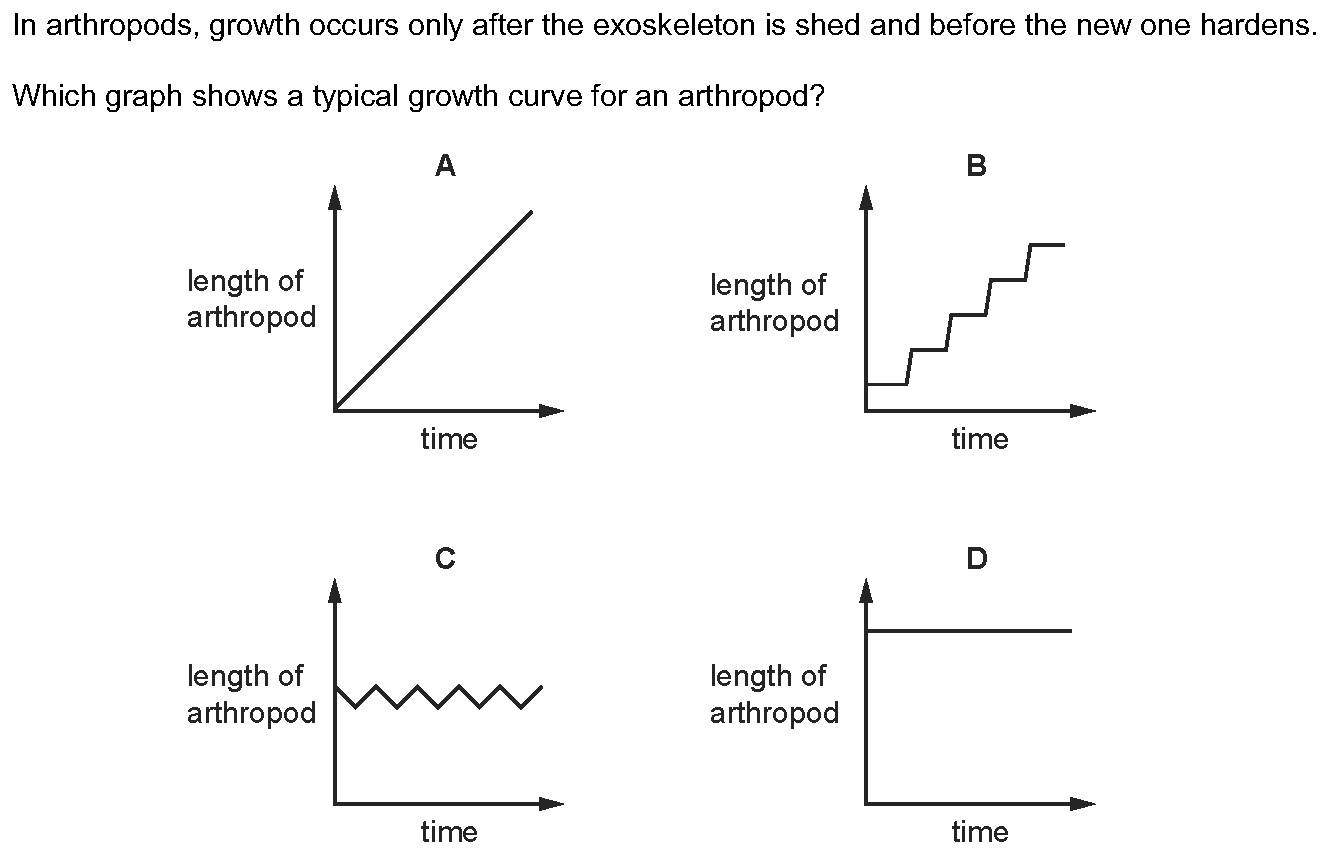 In arthropods, growth occurs only after the exoskeleton is shed and before the new one hardens.
Which graph shows a typical growth curve for an arthropod?
A
length of
arthropod
time
B
length of
arthropod
time
C
length of
arthropod
time
D
length of
arthropod
time